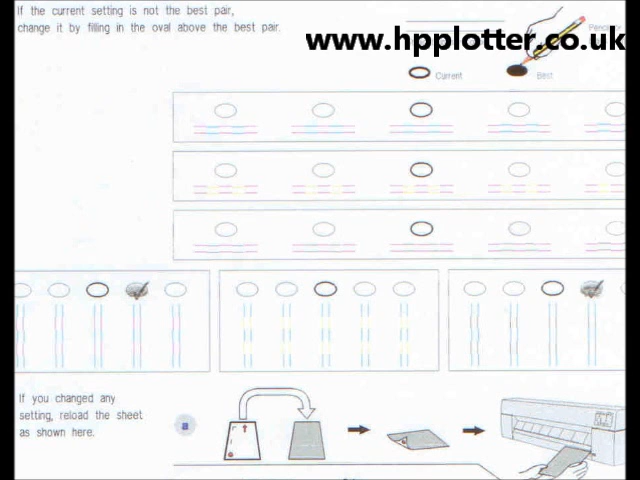 If the current setting is not the best pair,
change it by filling in the oval above the best pair.
www.hpplotter.co.uk
Current
Best
If you changed any
setting, reload the sheet
as shown here.
a